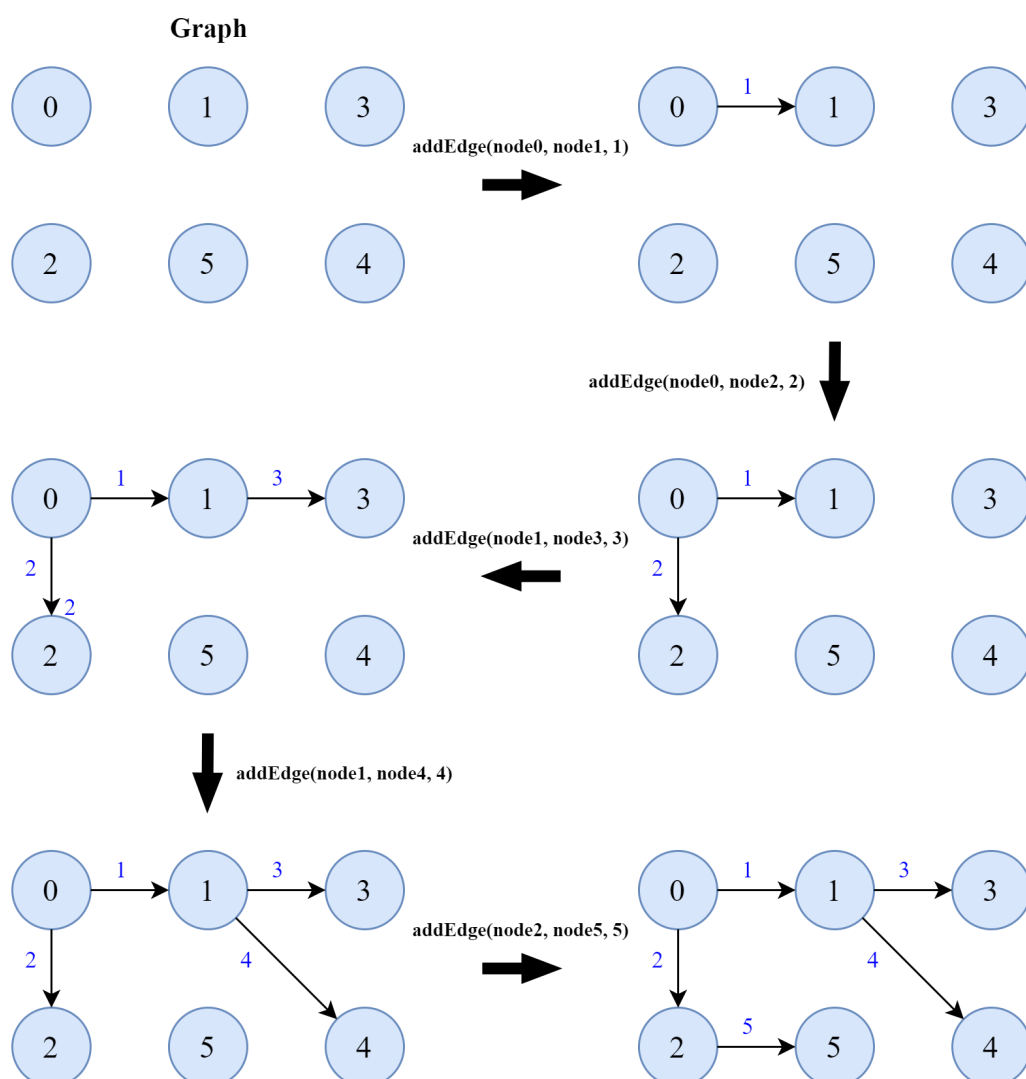 Graph
0 1 3
2 5 4
addEdge(node0, node1, 1)
1
0 1 3
2 5 4
addEdge(node0, node2, 2)
1
0 1 3
2
2 5 4
addEdge(node1, node3, 3)
1 3
0 1 3
2
2
2 5 4
addEdge(node1, node4, 4)
1 3
0 1 3
2 4
2 5 4
addEdge(node2, node5, 5)
1 3
0 1 3
2 4
5
2 5 4